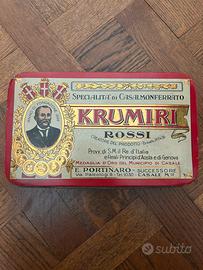 SPECIALITÀ DI CASALMONFERRATO
KRUMIRI
ROSSI
Prov. di S.M. il Re d'Italia
e Reali Principi d'Aosta e di Genova
MEDAGLIA D'ORO DEL MUNICIPIO DI CASALE
E. PORTINARO - SUCCESSORE
CASALE M.
subito